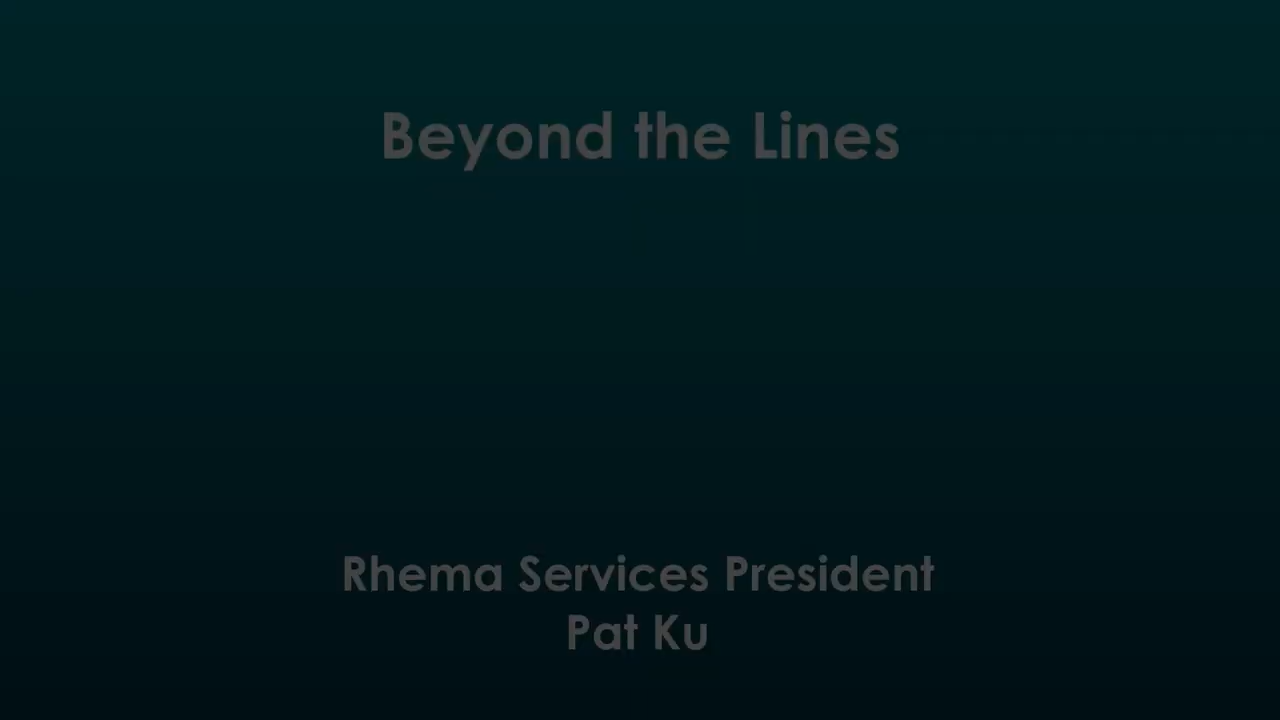 Beyond the Lines
Rhema Services President
Pat Ku